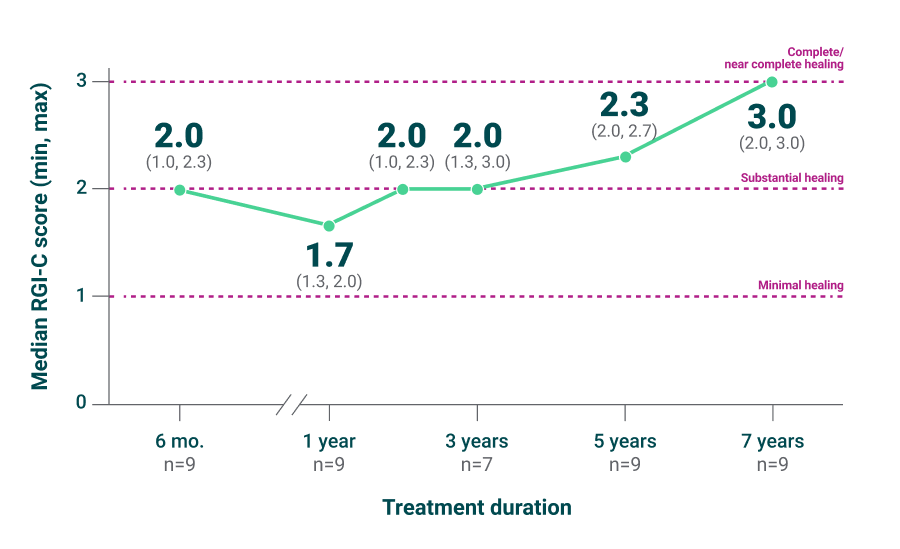 Complete/
near complete healing
3
2.3
(2.0, 2.7)
3.0
(2.0, 3.0)
2.0
(1.0, 2.3)
2.0
(1.0, 2.3)
2.0
(1.3, 3.0)
Substantial healing
2
1.7
(1.3, 2.0)
Minimal healing
1
0
Median RGI-C score (min, max)
6 mo.
n=9
1 year
n=9
3 years
n=7
5 years
n=9
7 years
n=9
Treatment duration